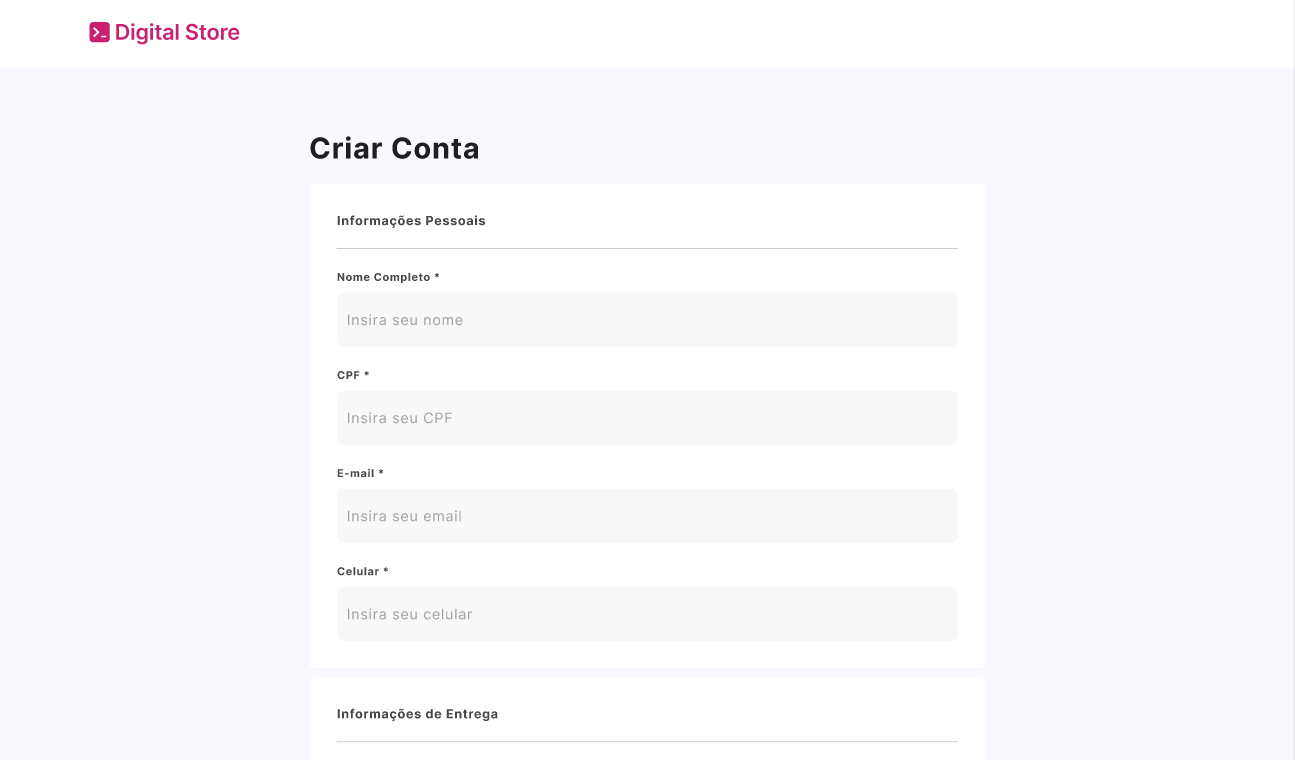 Digital Store
Criar Conta
Informações Pessoais
Nome Completo *
Insira seu nome
CPF *
Insira seu CPF
E-mail *
Insira seu email
Celular *
Insira seu celular
Informações de Entrega